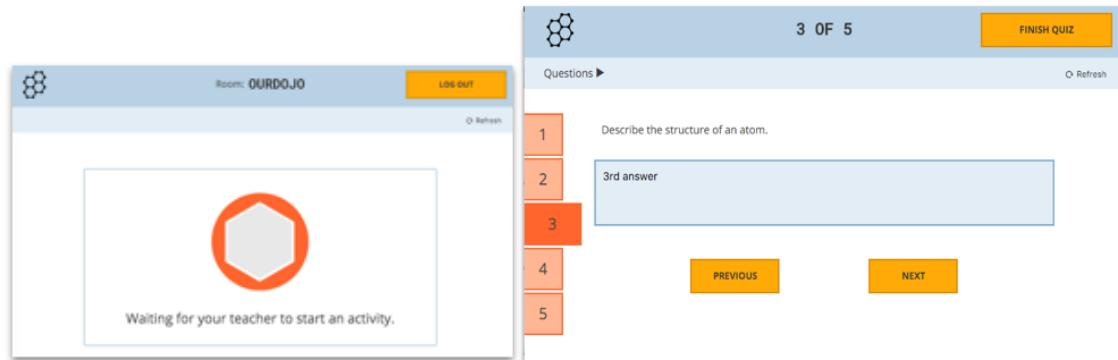 Room: OURDOJO
LOG OUT
Refresh
Waiting for your teacher to start an activity.
3 OF 5
FINISH QUIZ
Questions
Refresh
1
2
3
4
5
Describe the structure of an atom.
3rd answer
PREVIOUS
NEXT